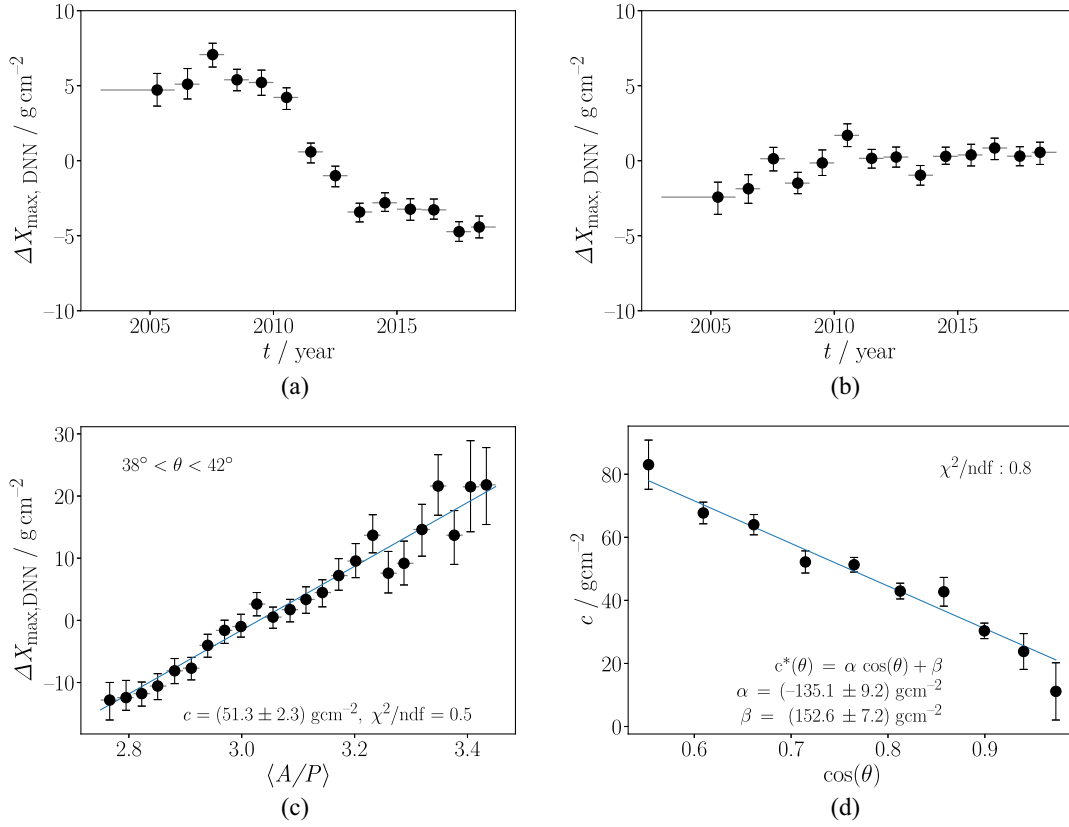 10
5
0
–5
–10
ΔX_max, DNN / g cm⁻²
2005 2010 2015
t / year
(a)
10
5
0
–5
–10
ΔX_max, DNN / g cm⁻²
2005 2010 2015
t / year
(b)
30
20
10
0
–10
ΔX_max,DNN / g cm⁻²
38° < θ < 42°
c = (51.3 ± 2.3) gcm⁻², χ²/ndf = 0.5
2.8 3.0 3.2 3.4
⟨A/P⟩
(c)
80
60
40
20
0
c / gcm⁻²
χ²/ndf : 0.8
c*(θ) = α cos(θ) + β
α = (–135.1 ± 9.2) gcm⁻²
β = (152.6 ± 7.2) gcm⁻²
0.6 0.7 0.8 0.9
cos(θ)
(d)